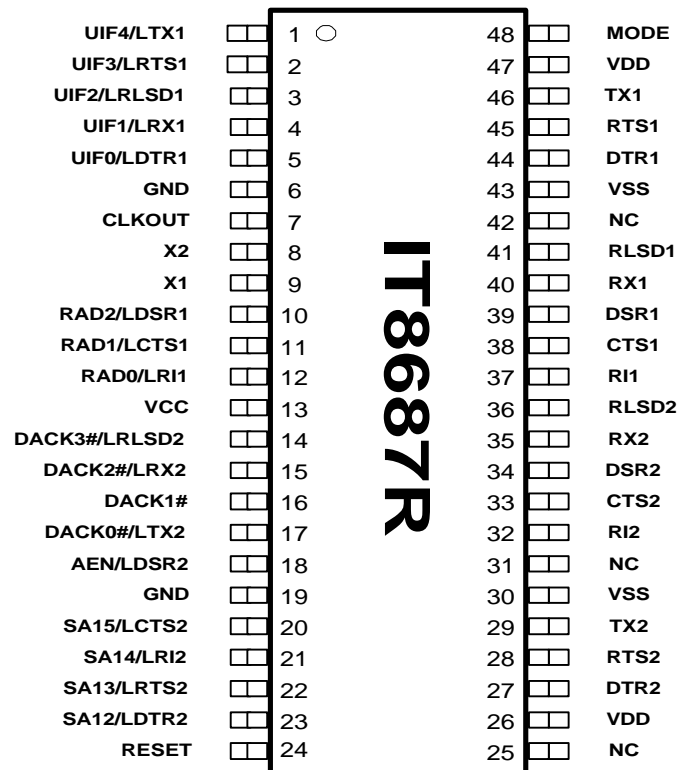 UIF4/LTX1 1 48 MODE
UIF3/LRTS1 2 47 VDD
UIF2/LRLSD1 3 46 TX1
UIF1/LRX1 4 45 RTS1
UIF0/LDTR1 5 44 DTR1
GND 6 43 VSS
CLKOUT 7 42 NC
X2 8 41 RLSD1
X1 9 40 RX1
RAD2/LDSR1 10 39 DSR1
RAD1/LCTS1 11 38 CTS1
RAD0/LRI1 12 37 RI1
VCC 13 36 RLSD2
DACK3#/LRLSD2 14 35 RX2
DACK2#/LRX2 15 34 DSR2
DACK1# 16 33 CTS2
DACK0#/LTX2 17 32 RI2
AEN/LDSR2 18 31 NC
GND 19 30 VSS
SA15/LCTS2 20 29 TX2
SA14/LRI2 21 28 RTS2
SA13/LRTS2 22 27 DTR2
SA12/LDTR2 23 26 VDD
RESET 24 25 NC
IT8687R